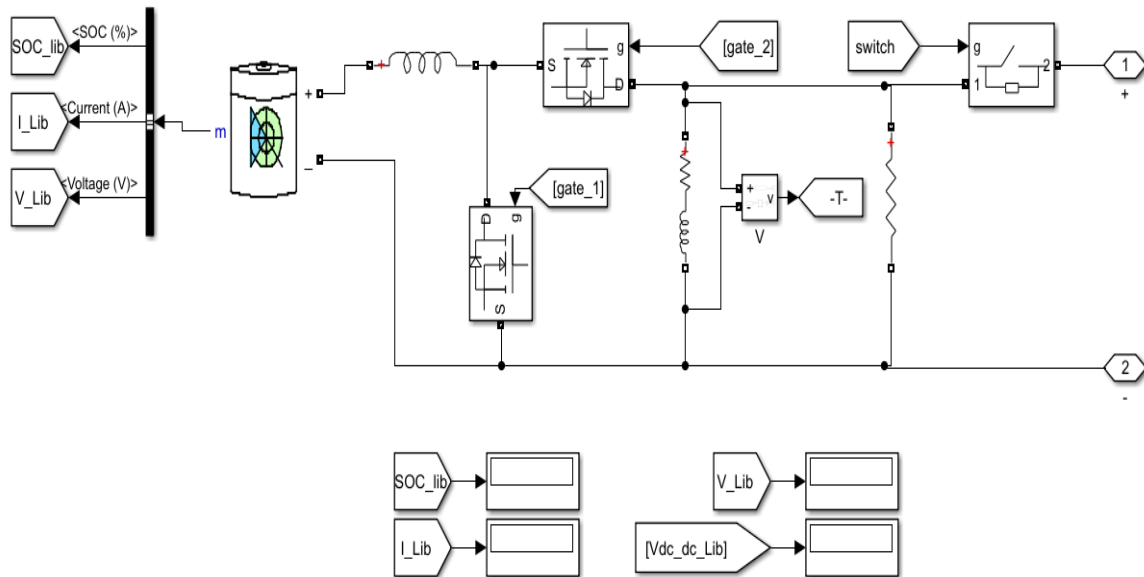 <SOC (%)>
SOC_lib
<Current (A)>
I_Lib
<Voltage (V)>
V_Lib
m
+
_
+
[gate_1]
D
g
S
S
g
D
[gate_2]
switch
g
1
2
1
+
+
+
-
v
V
-T-
+
2
-
SOC_lib
V_Lib
I_Lib
[Vdc_dc_Lib]